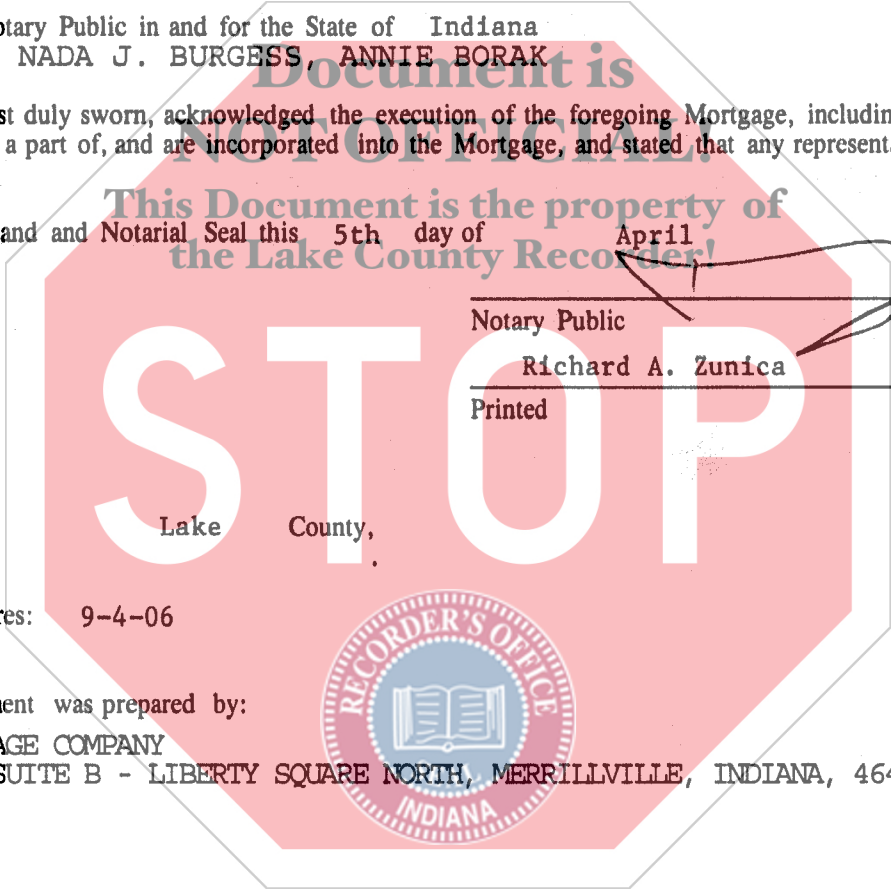 otary Public in and for the State of Indiana
NADA J. BURGESS, ANNIE BORAK
Document is
st duly sworn, acknowledged the execution of the foregoing Mortgage, includin
NOT OFFICIAL!
a part of, and are incorporated into the Mortgage, and stated that any represent
This Document is the property of
and and Notarial Seal this 5th day of April
the Lake County Recorder!
Notary Public
Richard A. Zunica
Printed
STOP
Lake County,
res: 9-4-06
RECORDER'S OFFICE
ent was prepared by:
AGE COMPANY
SUITE B - LIBERTY SQUARE NORTH, MERRILLVILLE, INDIANA, 464
INDIANA